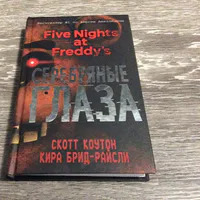 Five Nights
at
Freddy's
СЕРЕБРЯНЫЕ
ГЛАЗА
СКОТТ КОУТОН
КИРА БРИД-РАЙСЛИ